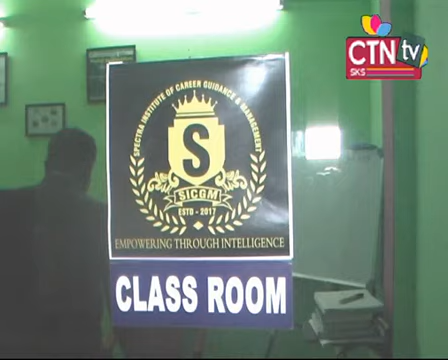 CTN tv
SKS
SPECTRA INSTITUTE OF CAREER GUIDANCE & MANAGEMENT
S
SICGM
ESTD - 2017
EMPOWERING THROUGH INTELLIGENCE
CLASS ROOM